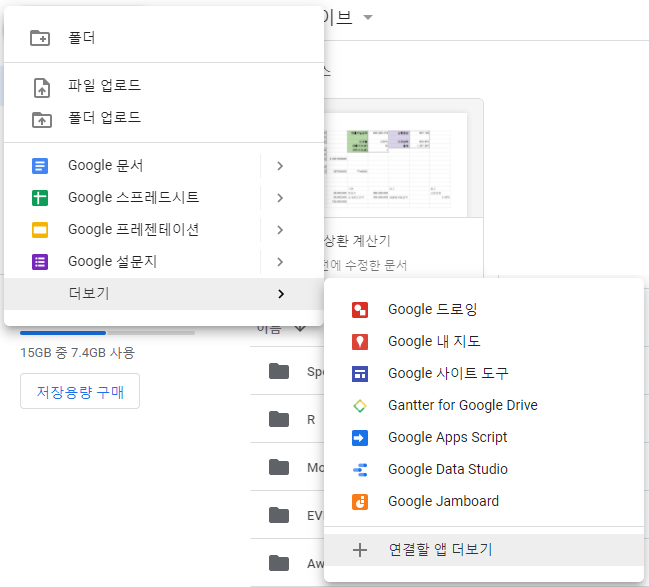 폴더
파일 업로드
폴더 업로드
Google 문서
Google 스프레드시트
Google 프레젠테이션
Google 설문지
더보기
15GB 중 7.4GB 사용
저장용량 구매
상환 계산기
수정한 문서
이름
R
Google 드로잉
Google 내 지도
Google 사이트 도구
Gantter for Google Drive
Google Apps Script
Google Data Studio
Google Jamboard
연결할 앱 더보기